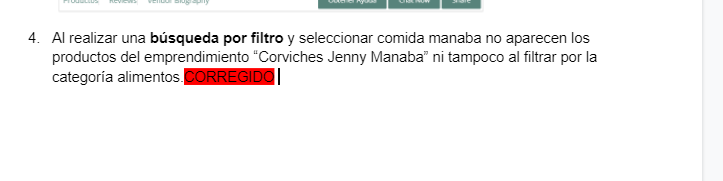 Productos Reviews Vendor Biography Obtener Ayuda Chat Now Share
4. Al realizar una búsqueda por filtro y seleccionar comida manaba no aparecen los
productos del emprendimiento “Corviches Jenny Manaba” ni tampoco al filtrar por la
categoría alimentos.CORREGIDO